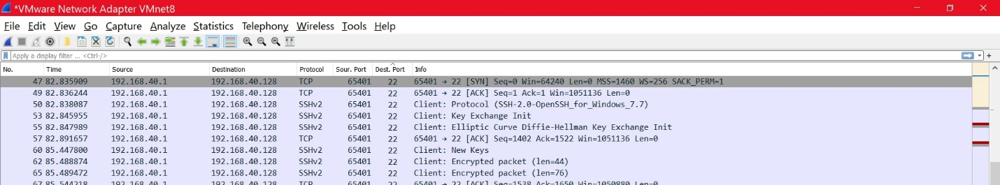 *VMware Network Adapter VMnet8
File Edit View Go Capture Analyze Statistics Telephony Wireless Tools Help
Apply a display filter ... <Ctrl-/>
No. Time Source Destination Protocol Sour. Port Dest. Port Info
47 82.835909 192.168.40.1 192.168.40.128 TCP 65401 22 65401 → 22 [SYN] Seq=0 Win=64240 Len=0 MSS=1460 WS=256 SACK_PERM=1
49 82.836244 192.168.40.1 192.168.40.128 TCP 65401 22 65401 → 22 [ACK] Seq=1 Ack=1 Win=1051136 Len=0
50 82.838087 192.168.40.1 192.168.40.128 SSHv2 65401 22 Client: Protocol (SSH-2.0-OpenSSH_for_Windows_7.7)
53 82.845955 192.168.40.1 192.168.40.128 SSHv2 65401 22 Client: Key Exchange Init
55 82.847989 192.168.40.1 192.168.40.128 SSHv2 65401 22 Client: Elliptic Curve Diffie-Hellman Key Exchange Init
57 82.891657 192.168.40.1 192.168.40.128 TCP 65401 22 65401 → 22 [ACK] Seq=1402 Ack=1522 Win=1051136 Len=0
60 85.447800 192.168.40.1 192.168.40.128 SSHv2 65401 22 Client: New Keys
62 85.488874 192.168.40.1 192.168.40.128 SSHv2 65401 22 Client: Encrypted packet (len=44)
65 85.489472 192.168.40.1 192.168.40.128 SSHv2 65401 22 Client: Encrypted packet (len=76)
67 85.544218 192.168.40.1 192.168.40.128 TCP 65401 22 65401 → 22 [ACK] Seq=1538 Ack=1650 Win=1050880 Len=0